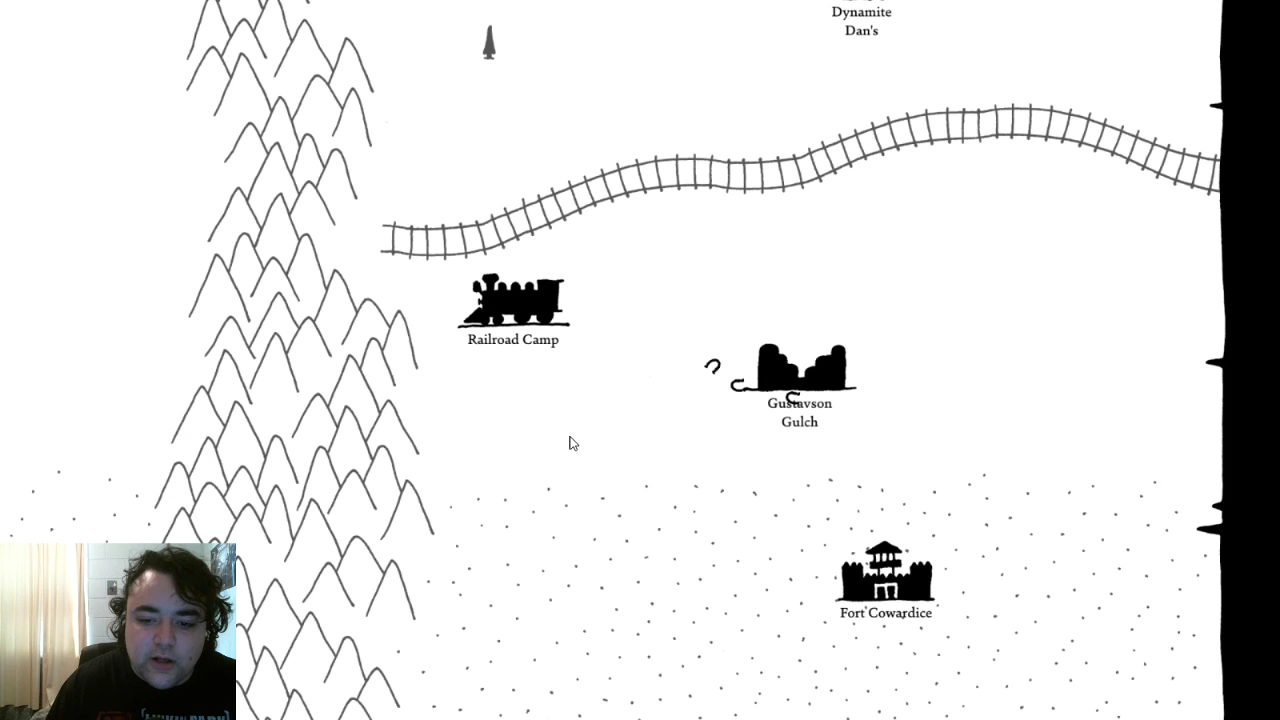 Dynamite
Dan's
Railroad Camp
Gustavson
Gulch
Fort Cowardice